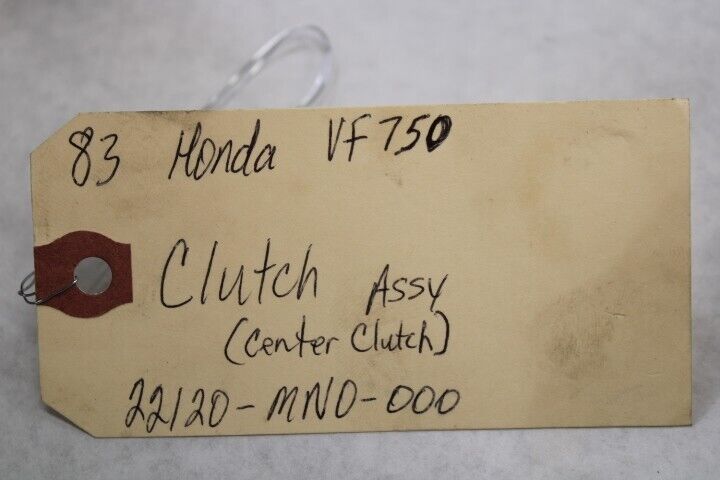 83 Honda VF750
Clutch Assy
(Center Clutch)
22120-MN0-000